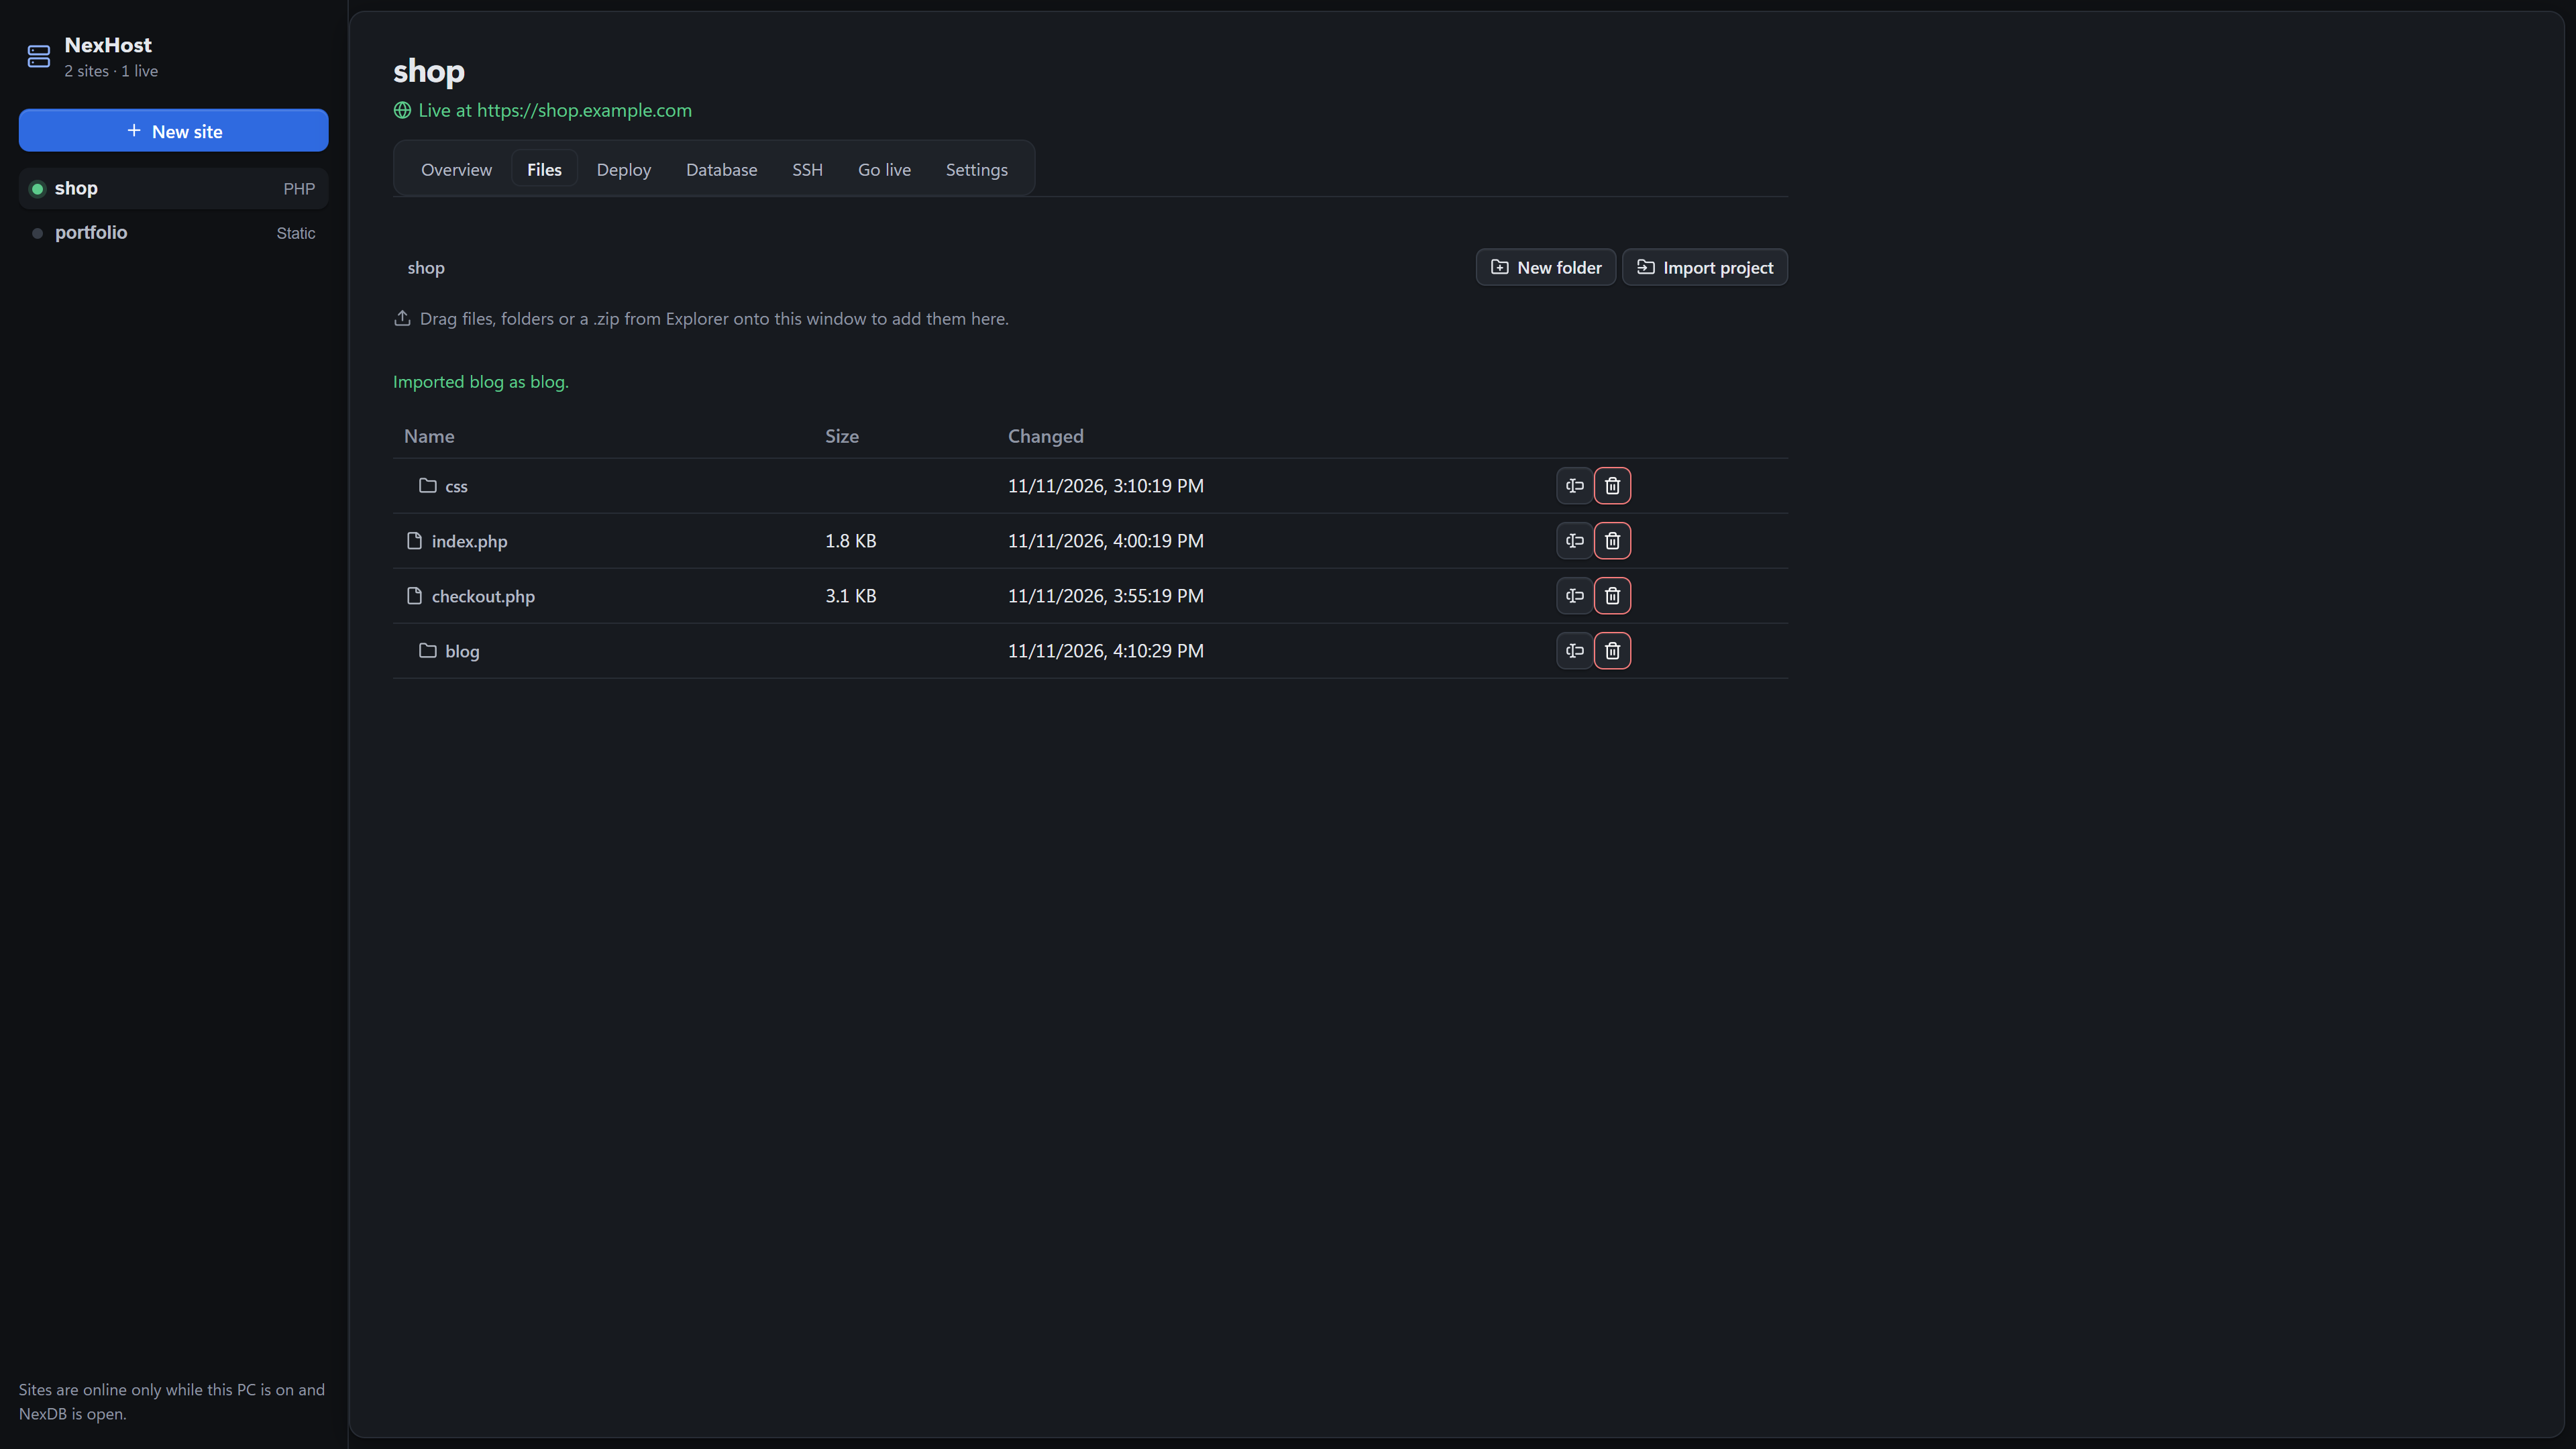 NexHost
2 sites · 1 live
New site
shop PHP
portfolio Static
Sites are online only while this PC is on and
NexDB is open.
shop
Live at https://shop.example.com
Overview Files Deploy Database SSH Go live Settings
shop New folder Import project
Drag files, folders or a .zip from Explorer onto this window to add them here.
Imported blog as blog.
Name Size Changed
css 11/11/2026, 3:10:19 PM
index.php 1.8 KB 11/11/2026, 4:00:19 PM
checkout.php 3.1 KB 11/11/2026, 3:55:19 PM
blog 11/11/2026, 4:10:29 PM